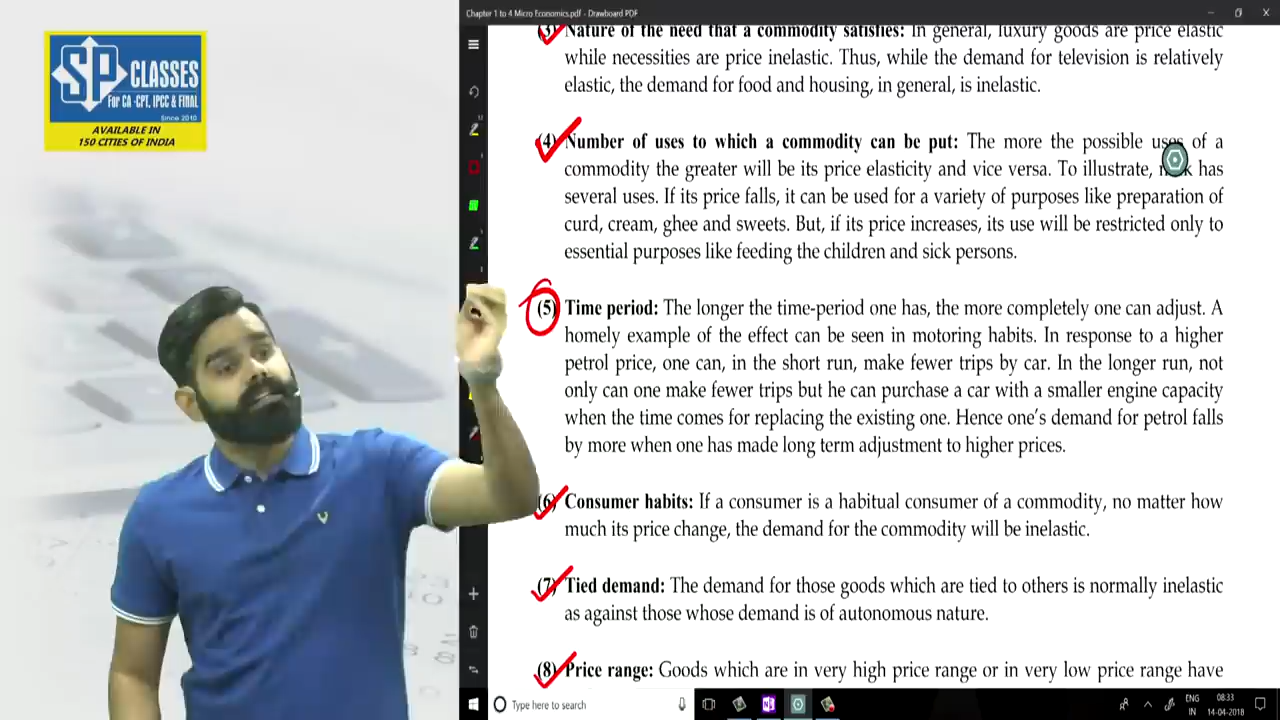 Chapter 1 to 4 Micro Economics.pdf - Drawboard PDF
SP CLASSES
For CA -CPT, IPCC & FINAL
Since 2010
AVAILABLE IN
150 CITIES OF INDIA
(3) Nature of the need that a commodity satisfies: In general, luxury goods are price elastic
while necessities are price inelastic. Thus, while the demand for television is relatively
elastic, the demand for food and housing, in general, is inelastic.
(4) Number of uses to which a commodity can be put: The more the possible uses of a
commodity the greater will be its price elasticity and vice versa. To illustrate, has
several uses. If its price falls, it can be used for a variety of purposes like preparation of
curd, cream, ghee and sweets. But, if its price increases, its use will be restricted only to
essential purposes like feeding the children and sick persons.
(5) Time period: The longer the time-period one has, the more completely one can adjust. A
homely example of the effect can be seen in motoring habits. In response to a higher
petrol price, one can, in the short run, make fewer trips by car. In the longer run, not
only can one make fewer trips but he can purchase a car with a smaller engine capacity
when the time comes for replacing the existing one. Hence one's demand for petrol falls
by more when one has made long term adjustment to higher prices.
(6) Consumer habits: If a consumer is a habitual consumer of a commodity, no matter how
much its price change, the demand for the commodity will be inelastic.
(7) Tied demand: The demand for those goods which are tied to others is normally inelastic
as against those whose demand is of autonomous nature.
(8) Price range: Goods which are in very high price range or in very low price range have
Type here to search
ENG
IN
08:33
14-04-2018